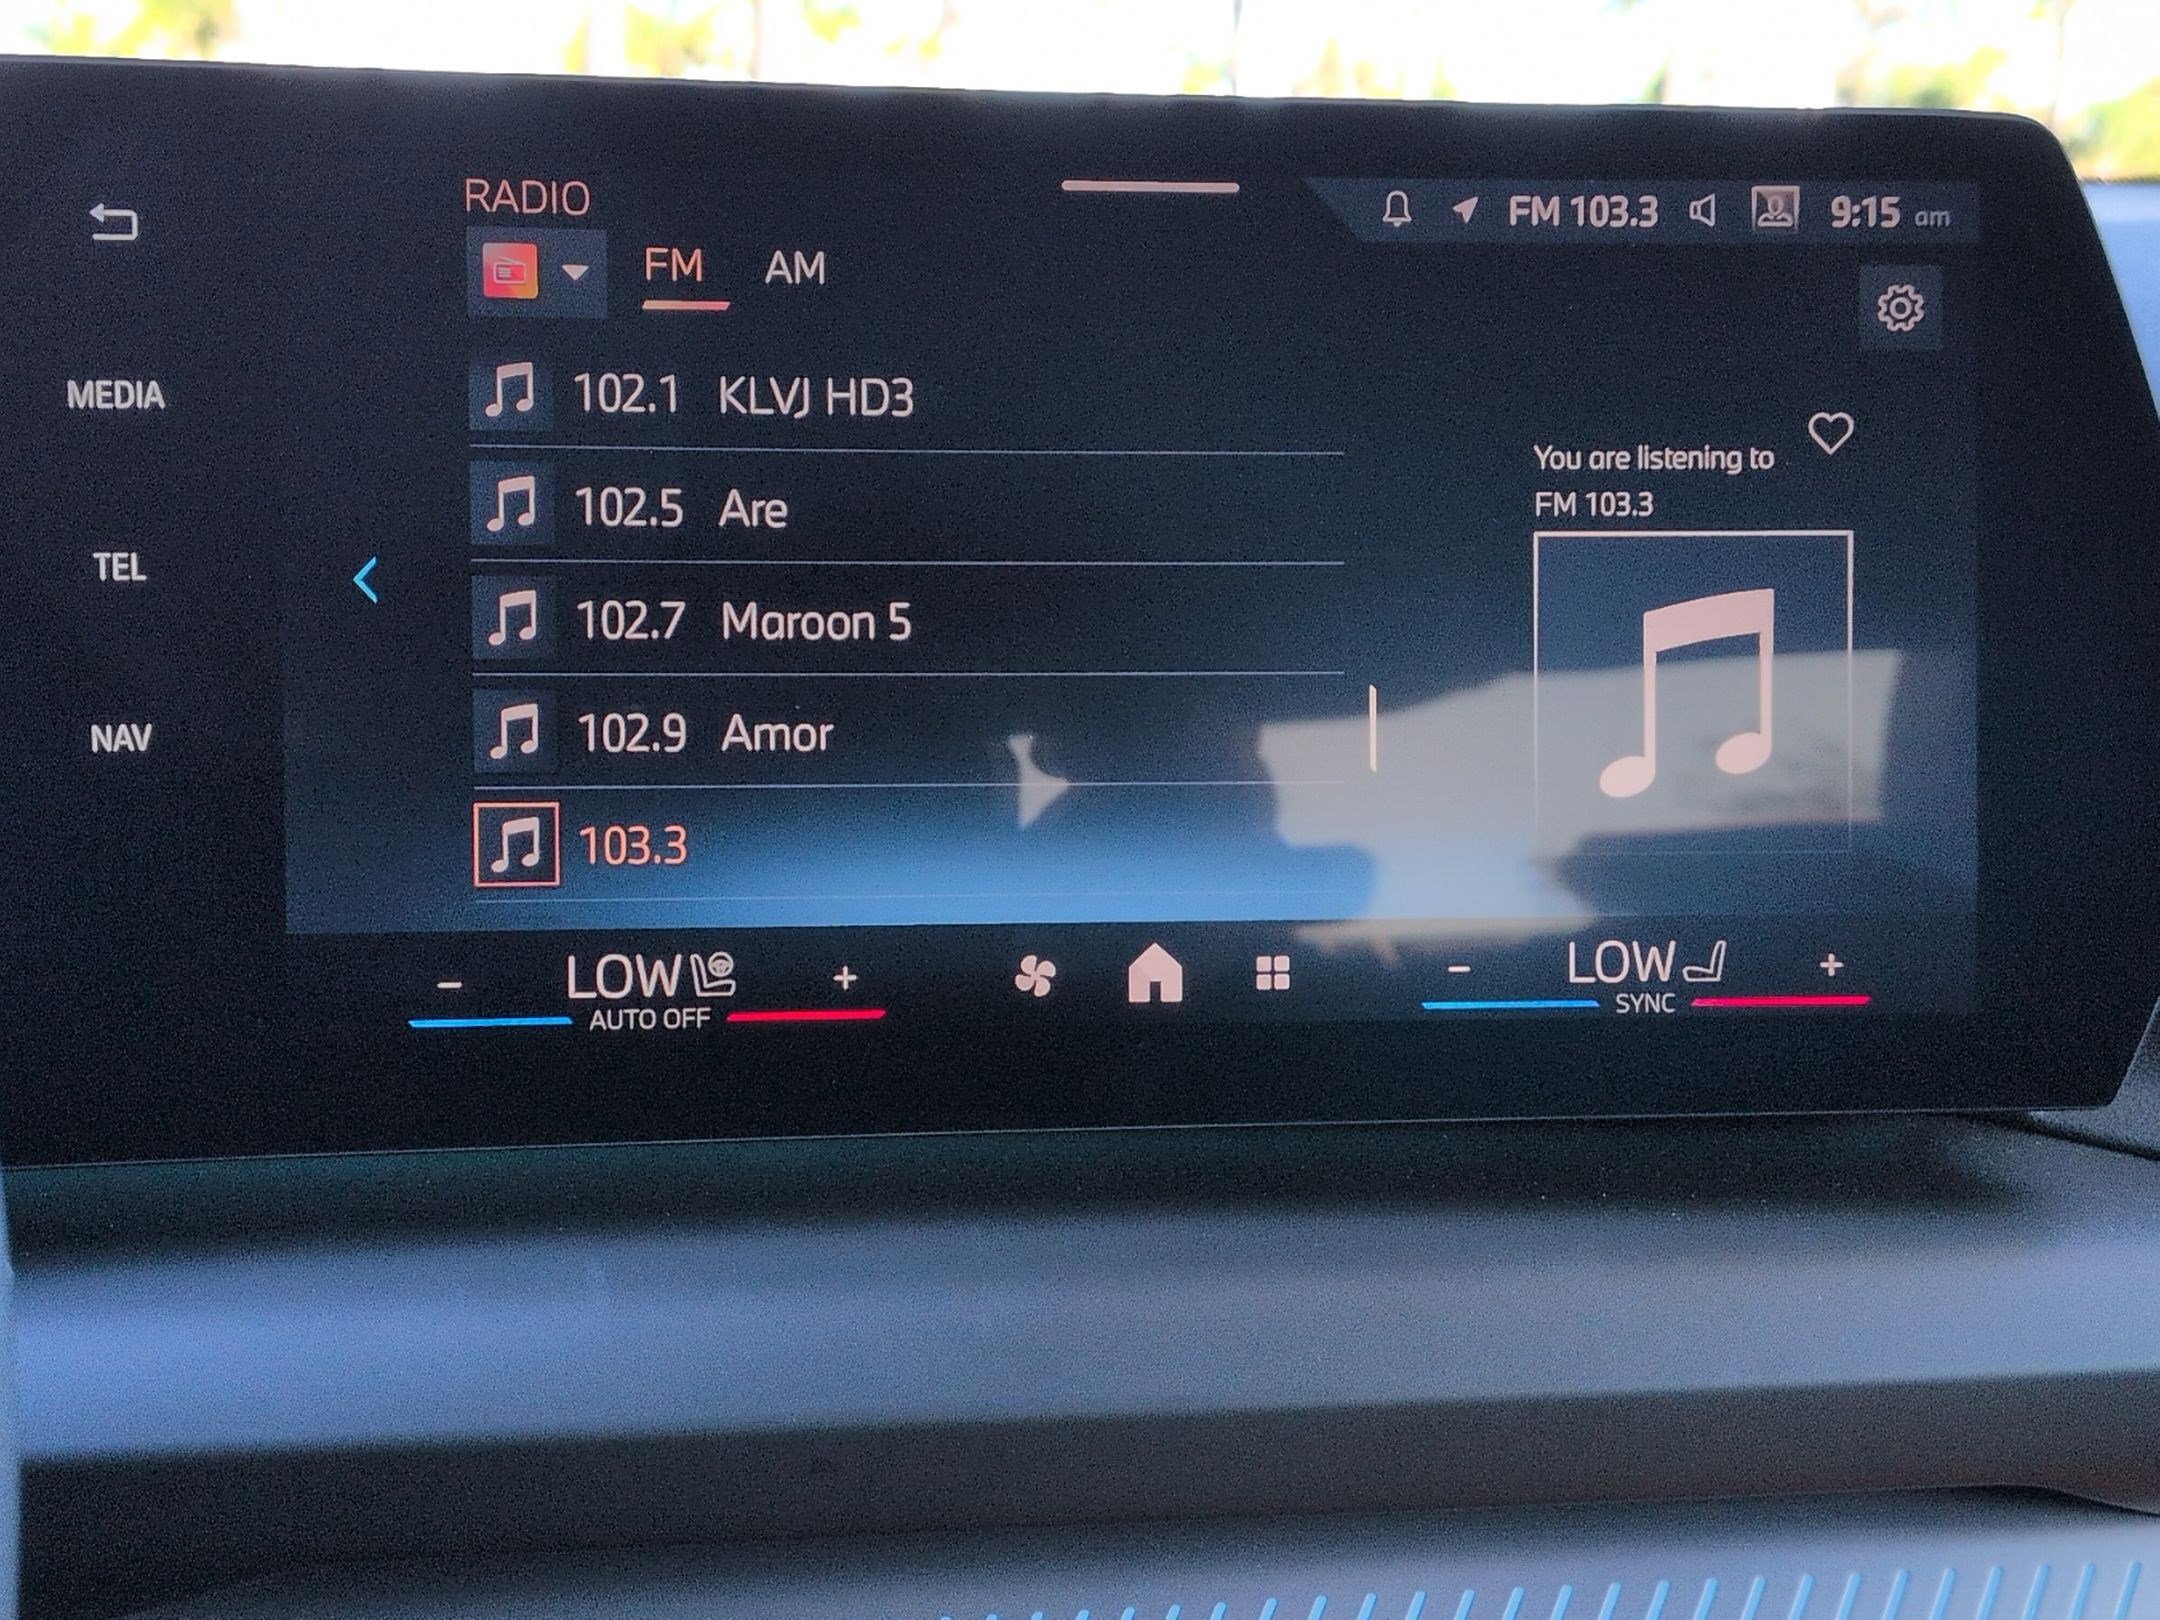 RADIO
FM 103.3 9:15 am
FM AM
MEDIA
102.1 KLVJ HD3
You are listening to
FM 103.3
102.5 Are
TEL
102.7 Maroon 5
NAV
102.9 Amor
103.3
- LOW +
AUTO OFF
- LOW +
SYNC